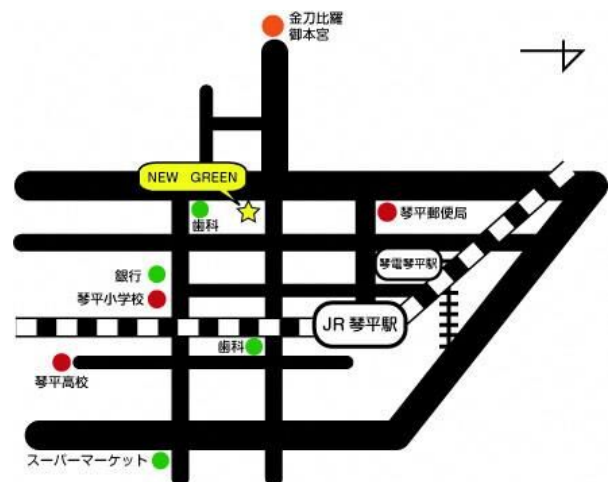 金刀比羅
御本宮
NEW GREEN
歯科
琴平郵便局
琴電琴平駅
銀行
琴平小学校
JR 琴平駅
歯科
琴平高校
スーパーマーケット